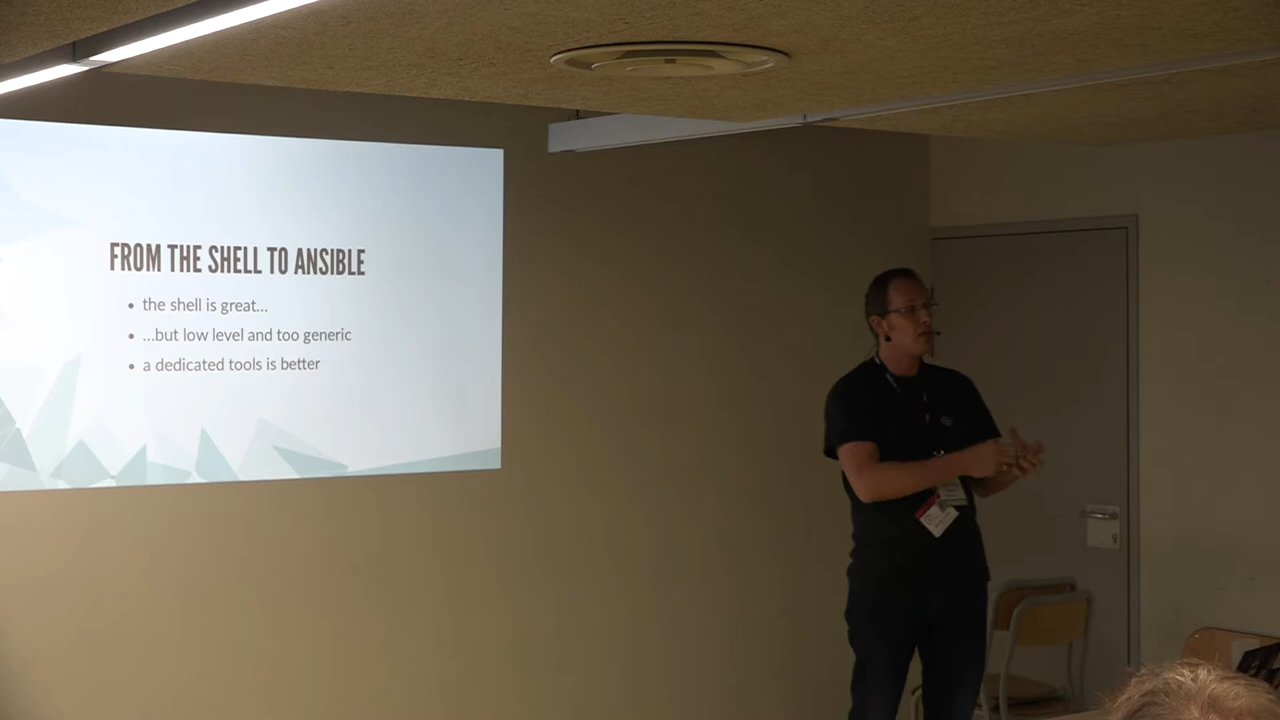 FROM THE SHELL TO ANSIBLE
the shell is great...
...but low level and too generic
a dedicated tools is better